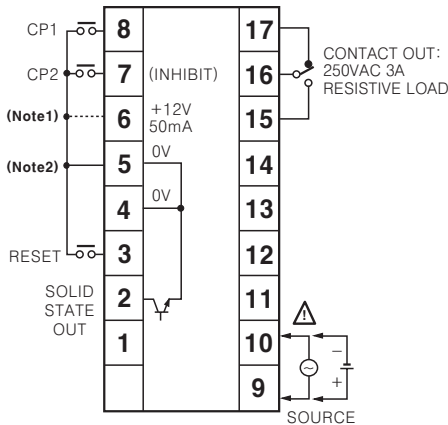 CP1
8
17
CONTACT OUT:
250VAC 3A
RESISTIVE LOAD
CP2
7
(INHIBIT)
16
(Note1)
6
+12V
50mA
15
(Note2)
5
0V
14
4
0V
13
RESET
3
12
SOLID
STATE
OUT
2
11
1
10
!
−
~
+
9
SOURCE